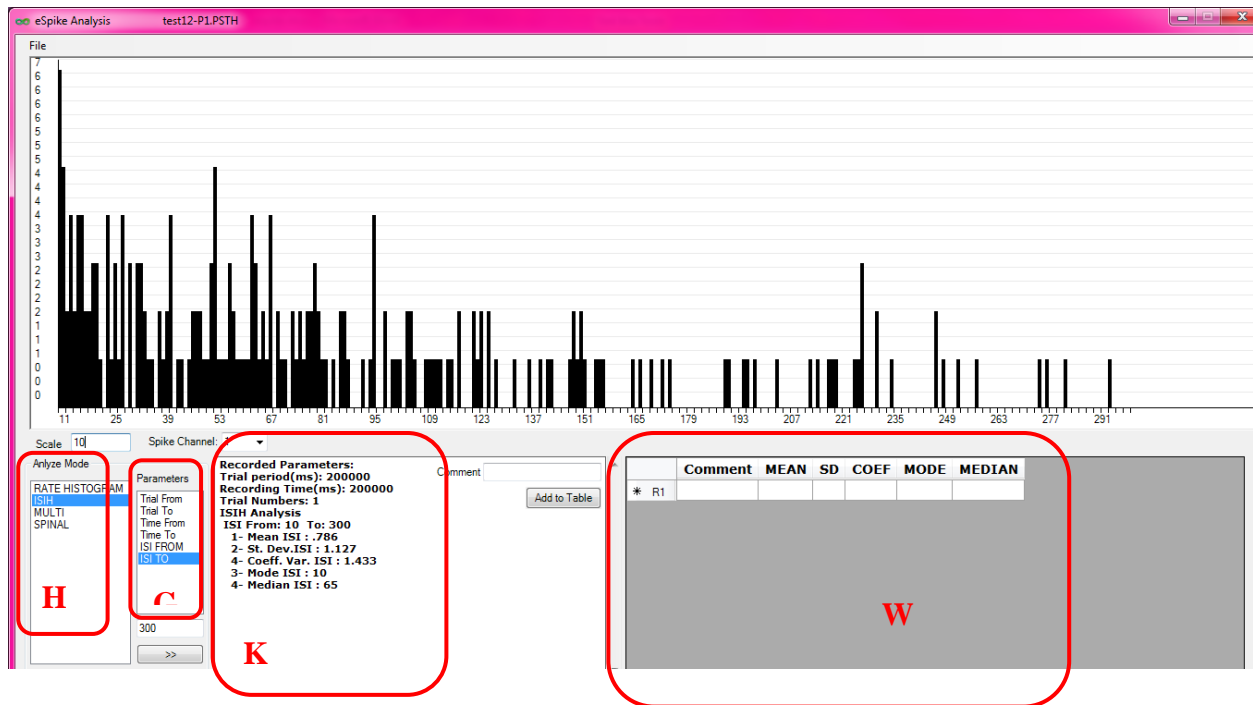 eSpike Analysis test12-P1.PSTH
File
7
6
6
6
6
5
5
5
4
4
4
4
3
3
2
2
2
2
1
1
1
0
0
0
11 25 39 53 67 81 95 109 123 137 151 165 179 193 207 221 235 249 263 277 291
Scale 10 Spike Channel:
Anlyze Mode
RATE HISTOGRAM
ISIH
MULTI
SPINAL
H
Parameters
Trial From
Trial To
Time From
Time To
ISI FROM
ISI TO
300
>>
Recorded Parameters:
Trial period(ms): 200000
Recording Time(ms): 200000
Trial Numbers: 1
ISIH Analysis
ISI From: 10 To: 300
1- Mean ISI : .786
2- St. Dev.ISI : 1.127
4- Coeff. Var. ISI : 1.433
3- Mode ISI : 10
4- Median ISI : 65
K
Comment
Add to Table
Comment MEAN SD COEF MODE MEDIAN
R1
W